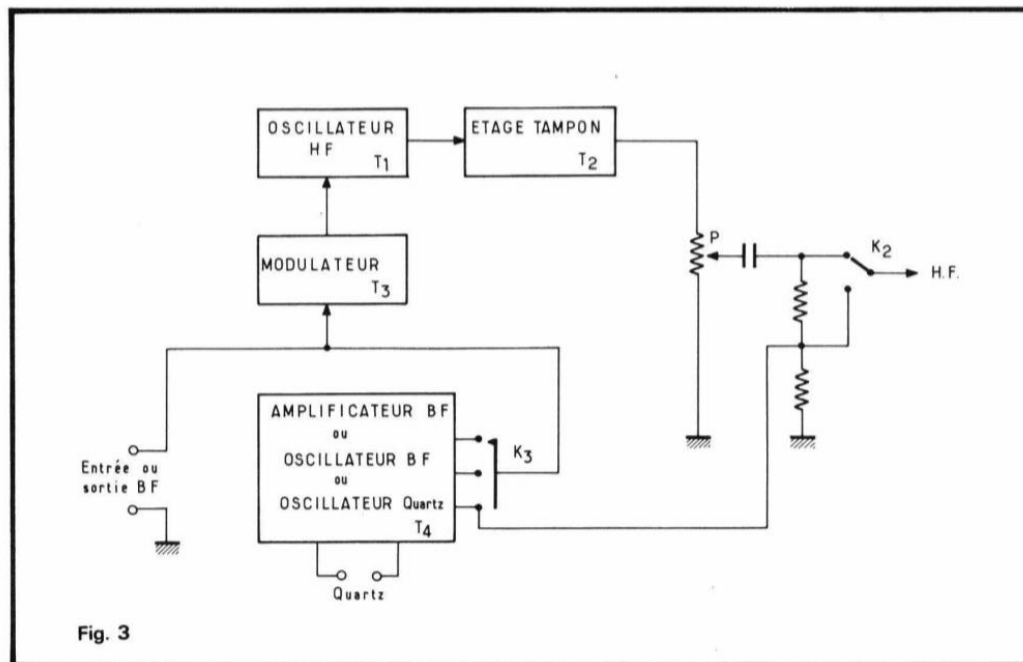 OSCILLATEUR
HF
T1
ETAGE TAMPON
T2
P
K2
H.F.
MODULATEUR
T3
AMPLIFICATEUR BF
ou
OSCILLATEUR BF
ou
OSCILLATEUR Quartz
T4
K3
Entrée ou
sortie BF
Quartz
Fig. 3